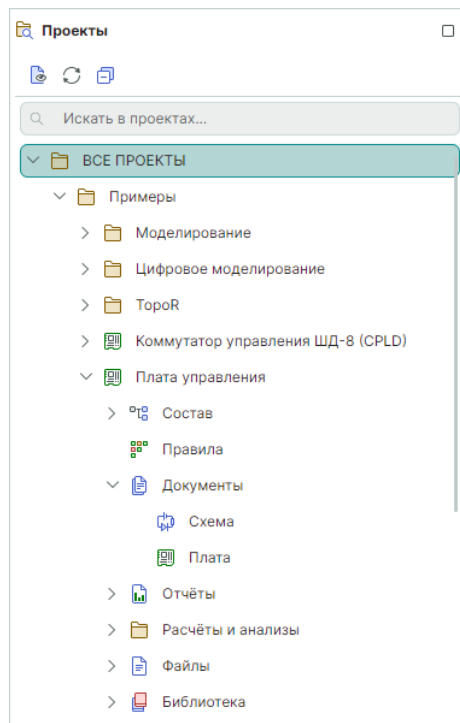 Проекты
Искать в проектах...
ВСЕ ПРОЕКТЫ
Примеры
Моделирование
Цифровое моделирование
TopoR
Коммутатор управления ШД-8 (CPLD)
Плата управления
Состав
Правила
Документы
Схема
Плата
Отчёты
Расчёты и анализы
Файлы
Библиотека